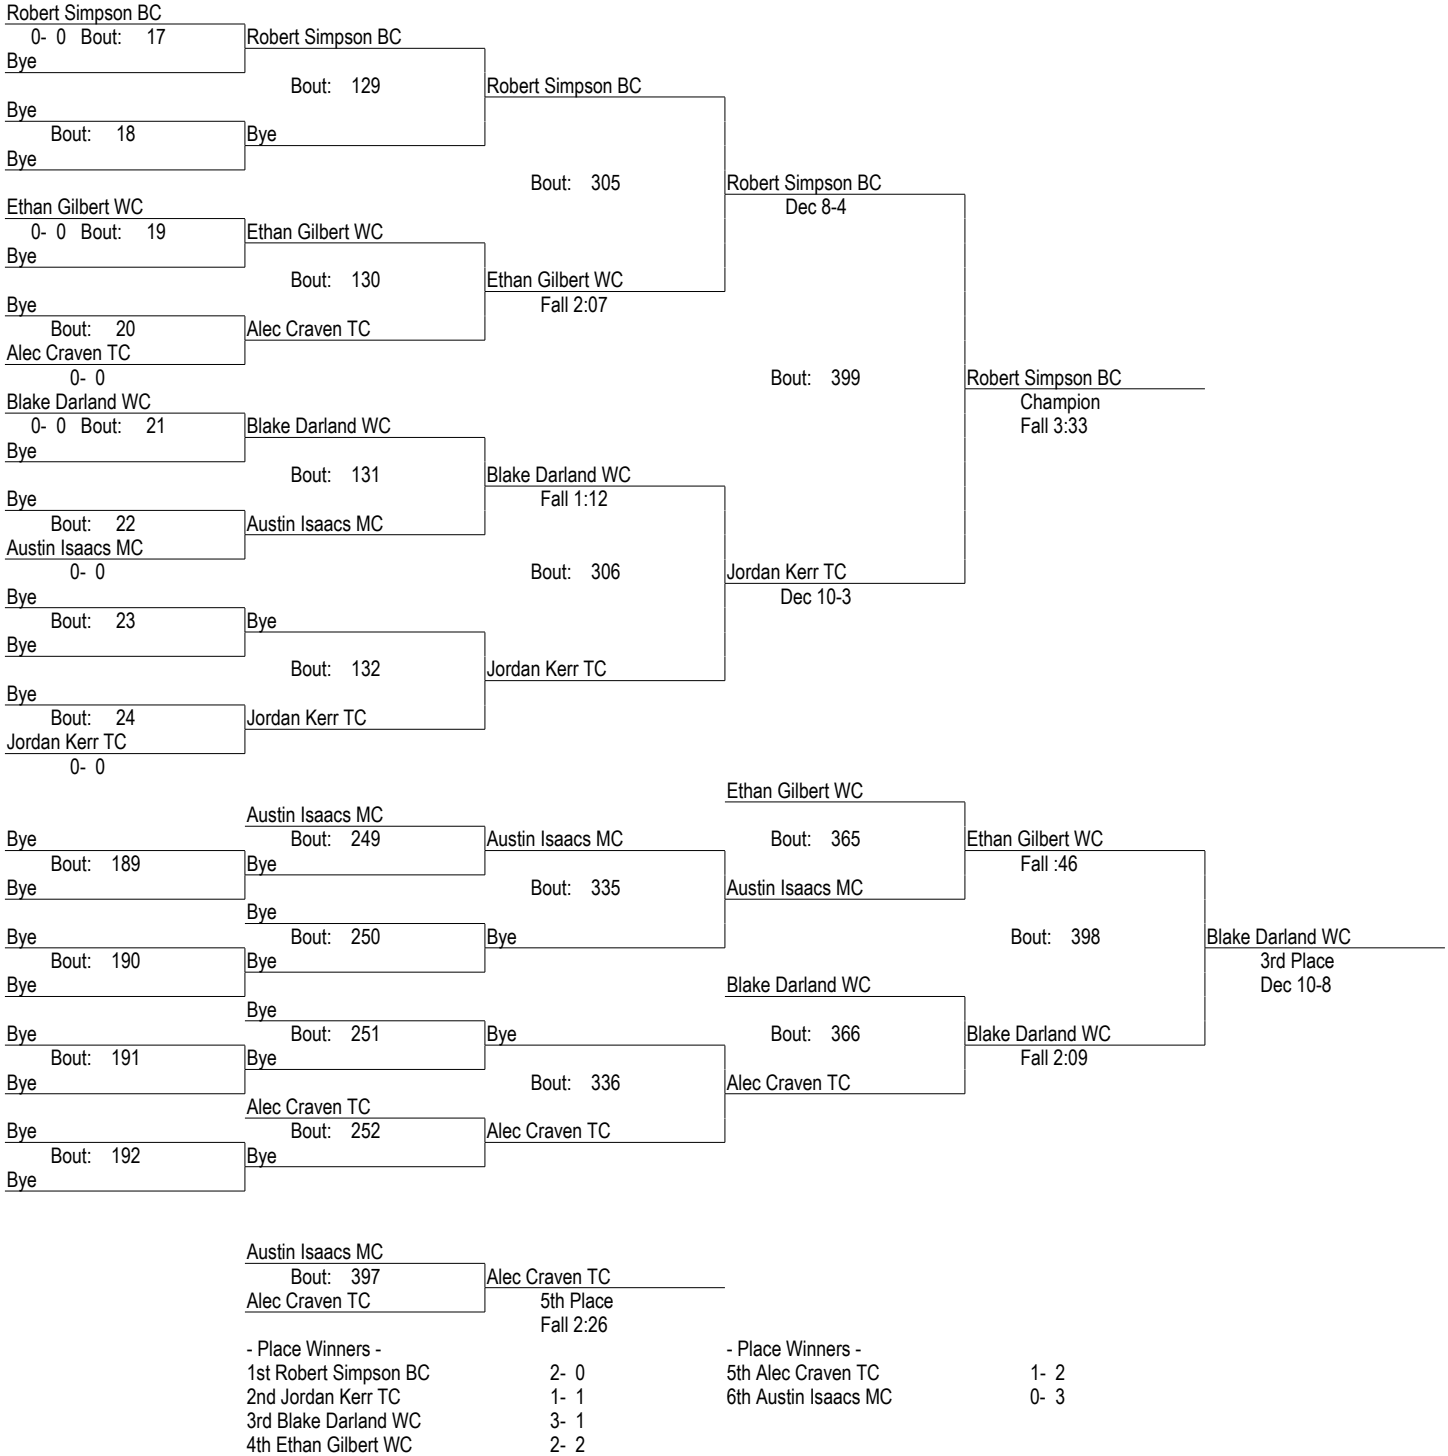 Robert Simpson BC
0- 0 Bout: 17 Robert Simpson BC
Bye
Bout: 129 Robert Simpson BC
Bye
Bout: 18 Bye
Bye
Bout: 305 Robert Simpson BC
Ethan Gilbert WC Dec 8-4
0- 0 Bout: 19 Ethan Gilbert WC
Bye
Bout: 130 Ethan Gilbert WC
Bye Fall 2:07
Bout: 20 Alec Craven TC
Alec Craven TC
0- 0 Bout: 399 Robert Simpson BC
Blake Darland WC Champion
0- 0 Bout: 21 Blake Darland WC Fall 3:33
Bye
Bout: 131 Blake Darland WC
Bye Fall 1:12
Bout: 22 Austin Isaacs MC
Austin Isaacs MC
0- 0 Bout: 306 Jordan Kerr TC
Bye Dec 10-3
Bout: 23 Bye
Bye
Bout: 132 Jordan Kerr TC
Bye
Bout: 24 Jordan Kerr TC
Jordan Kerr TC
0- 0
Ethan Gilbert WC
Austin Isaacs MC
Bye Bout: 249 Austin Isaacs MC Bout: 365 Ethan Gilbert WC
Bout: 189 Bye Fall :46
Bye Bout: 335 Austin Isaacs MC
Bye
Bye Bout: 250 Bye Bout: 398 Blake Darland WC
Bout: 190 Bye 3rd Place
Bye Blake Darland WC Dec 10-8
Bye
Bye Bout: 251 Bye Bout: 366 Blake Darland WC
Bout: 191 Bye Fall 2:09
Bye Bout: 336 Alec Craven TC
Alec Craven TC
Bye Bout: 252 Alec Craven TC
Bout: 192 Bye
Bye
Austin Isaacs MC
Bout: 397 Alec Craven TC
Alec Craven TC 5th Place
Fall 2:26
- Place Winners - - Place Winners -
1st Robert Simpson BC 2- 0 5th Alec Craven TC 1- 2
2nd Jordan Kerr TC 1- 1 6th Austin Isaacs MC 0- 3
3rd Blake Darland WC 3- 1
4th Ethan Gilbert WC 2- 2